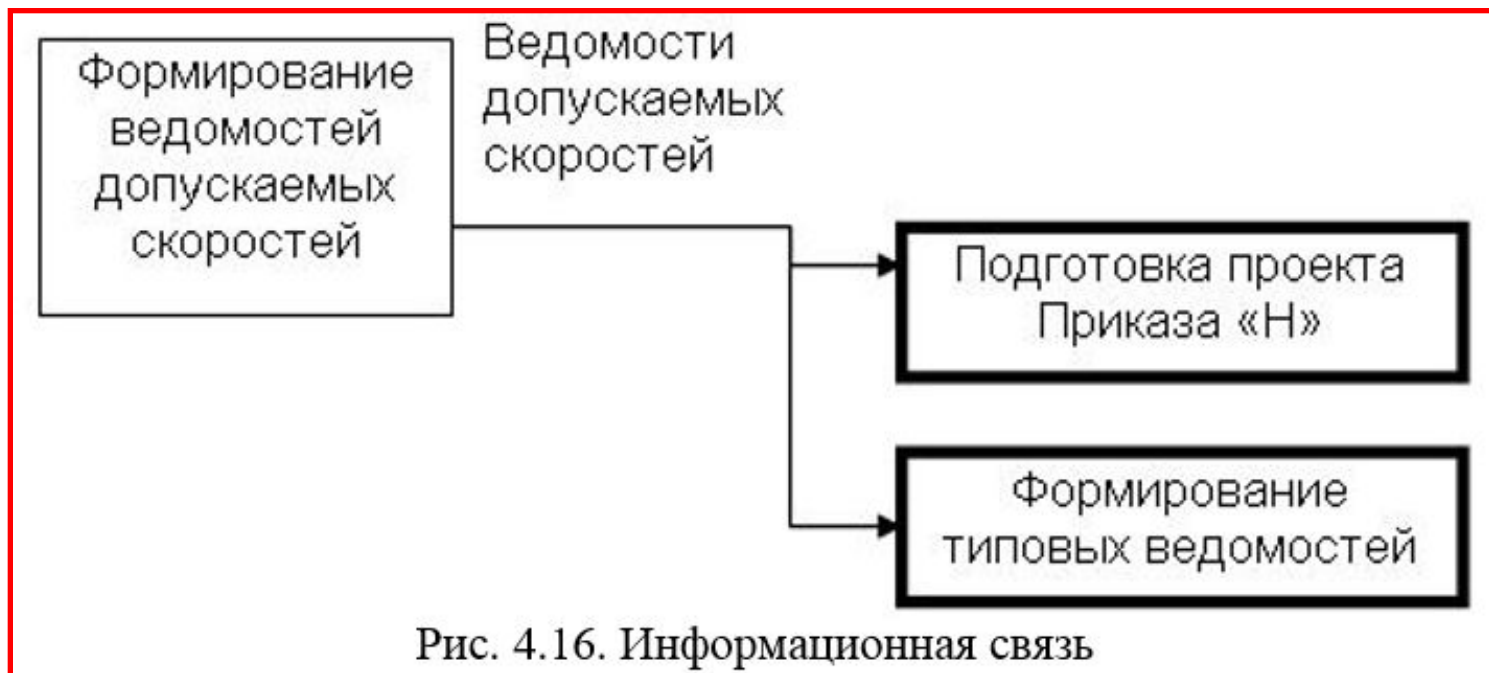 Формирование
ведомостей
допускаемых
скоростей
Ведомости
допускаемых
скоростей
Подготовка проекта
Приказа «Н»
Формирование
типовых ведомостей
Рис. 4.16. Информационная связь